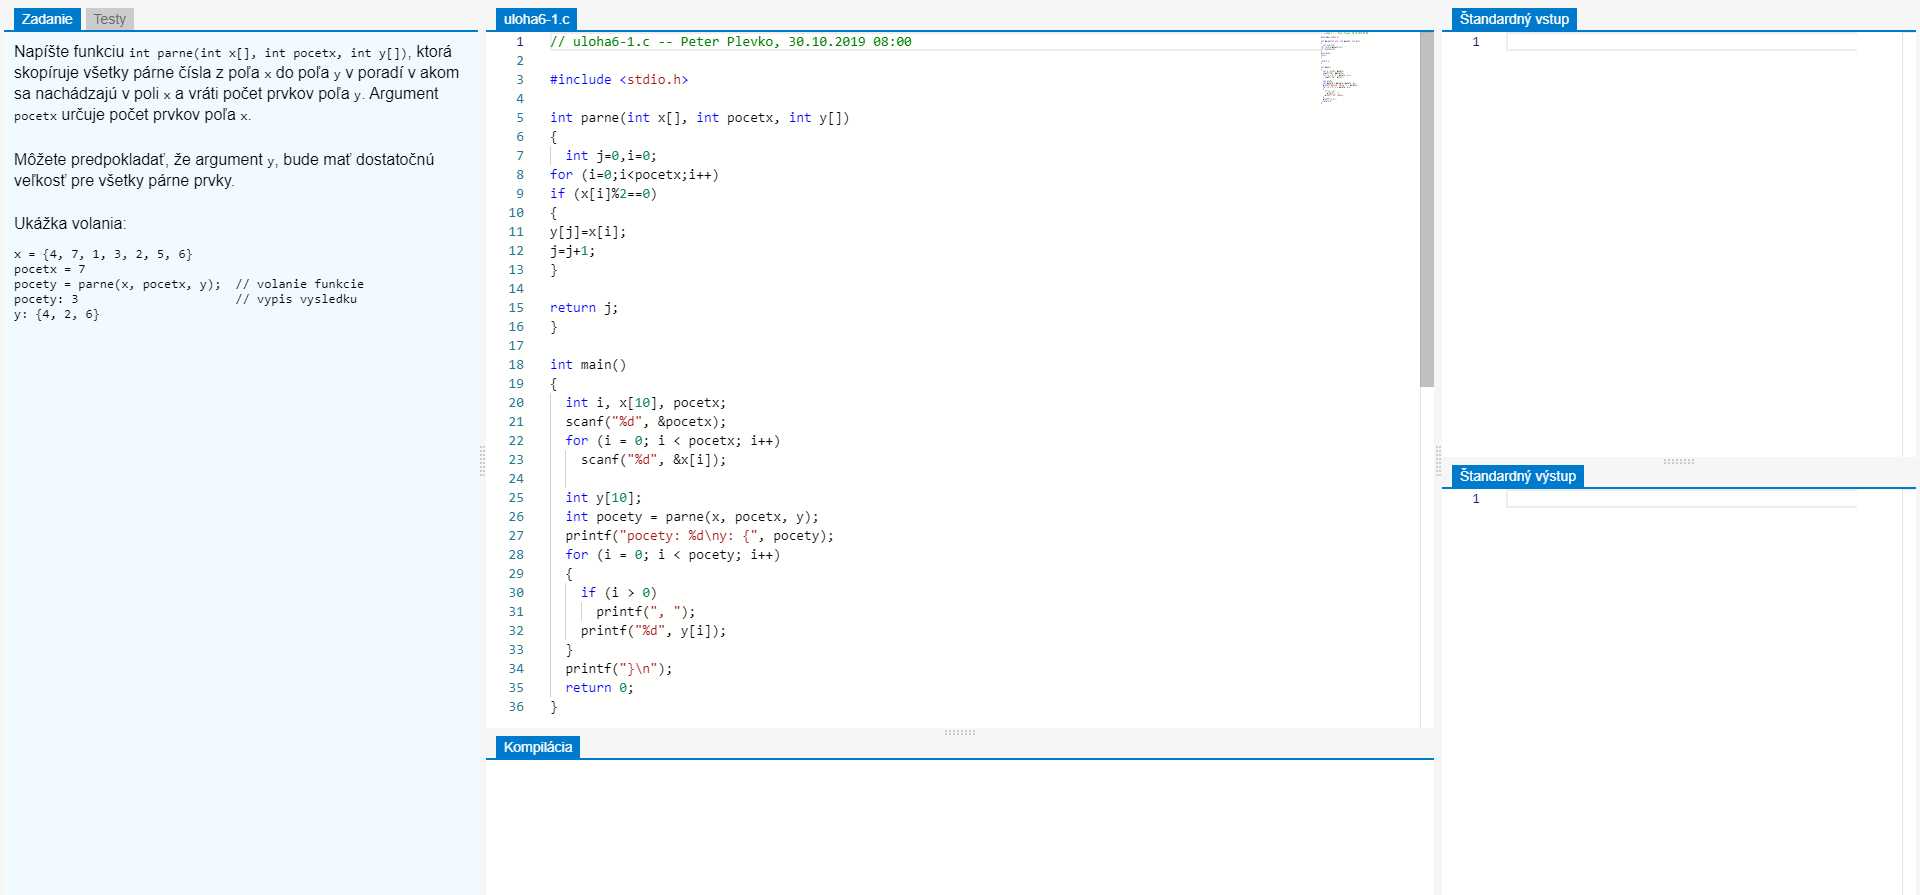 Zadanie Testy
Napíšte funkciu int parne(int x[], int pocetx, int y[]), ktorá
skopíruje všetky párne čísla z poľa x do poľa y v poradí v akom
sa nachádzajú v poli x a vráti počet prvkov poľa y. Argument
pocetx určuje počet prvkov poľa x.
Môžete predpokladať, že argument y, bude mať dostatočnú
veľkosť pre všetky párne prvky.
Ukážka volania:
x = {4, 7, 1, 3, 2, 5, 6}
pocetx = 7
pocety = parne(x, pocetx, y);  // volanie funkcie
pocety: 3                      // vypis vysledku
y: {4, 2, 6}
uloha6-1.c
1 // uloha6-1.c -- Peter Plevko, 30.10.2019 08:00
2
3 #include <stdio.h>
4
5 int parne(int x[], int pocetx, int y[])
6 {
7   int j=0,i=0;
8 for (i=0;i<pocetx;i++)
9 if (x[i]%2==0)
10 {
11 y[j]=x[i];
12 j=j+1;
13 }
14
15 return j;
16 }
17
18 int main()
19 {
20   int i, x[10], pocetx;
21   scanf("%d", &pocetx);
22   for (i = 0; i < pocetx; i++)
23     scanf("%d", &x[i]);
24
25   int y[10];
26   int pocety = parne(x, pocetx, y);
27   printf("pocety: %d\ny: {", pocety);
28   for (i = 0; i < pocety; i++)
29   {
30     if (i > 0)
31       printf(", ");
32     printf("%d", y[i]);
33   }
34   printf("}\n");
35   return 0;
36 }
Kompilácia
Štandardný vstup
1
Štandardný výstup
1